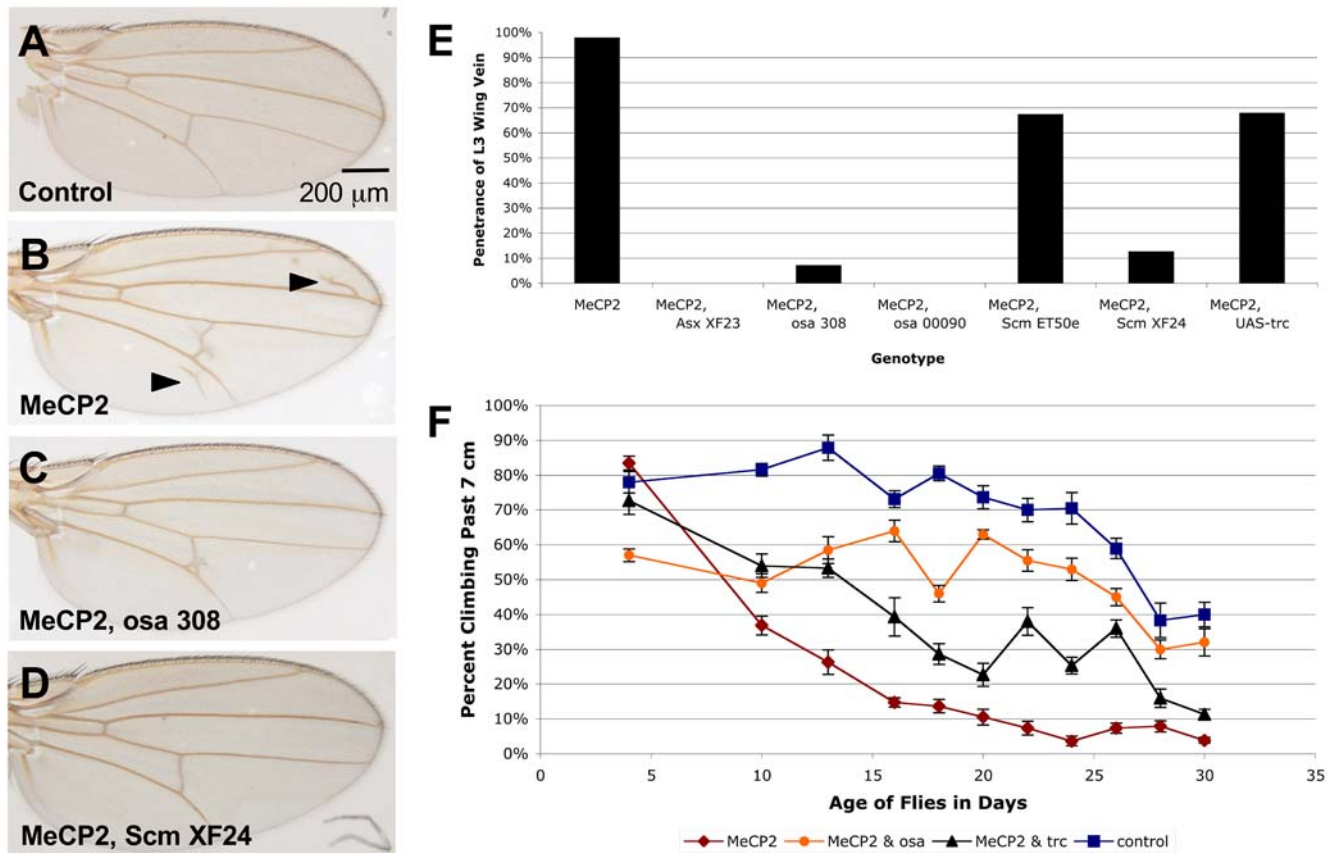 A
Control
200 μm
B
MeCP2
C
MeCP2, osa 308
D
MeCP2, Scm XF24
E
Penetrance of L3 Wing Vein
100%
90%
80%
70%
60%
50%
40%
30%
20%
10%
0%
MeCP2
MeCP2,
Asx XF23
MeCP2,
osa 308
MeCP2,
osa 00090
MeCP2,
Scm ET50e
MeCP2,
Scm XF24
MeCP2,
UAS-trc
Genotype
F
Percent Climbing Past 7 cm
100%
90%
80%
70%
60%
50%
40%
30%
20%
10%
0%
0 5 10 15 20 25 30 35
Age of Flies in Days
MeCP2 MeCP2 & osa MeCP2 & trc control